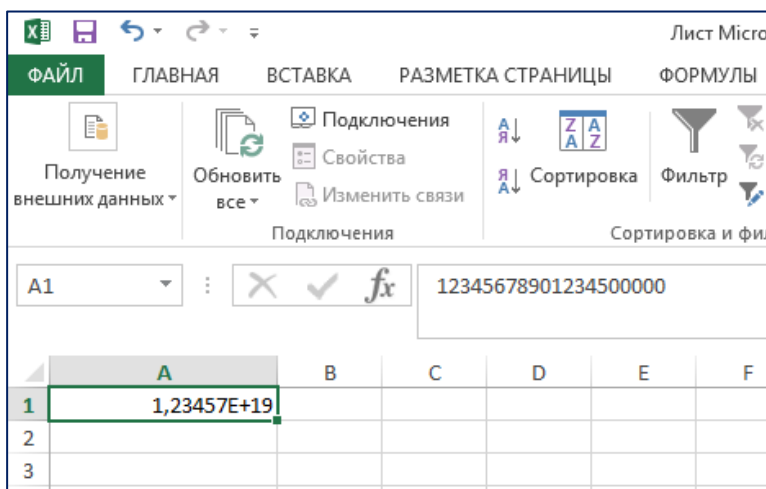 Лист Micro
ФАЙЛ ГЛАВНАЯ ВСТАВКА РАЗМЕТКА СТРАНИЦЫ ФОРМУЛЫ
Получение внешних данных
Обновить все
Подключения
Свойства
Изменить связи
Подключения
А Я
Я А
Z A A Z
Сортировка
Фильтр
Сортировка и фи
A1
fx
12345678901234500000
A B C D E F
1 1,23457E+19
2
3